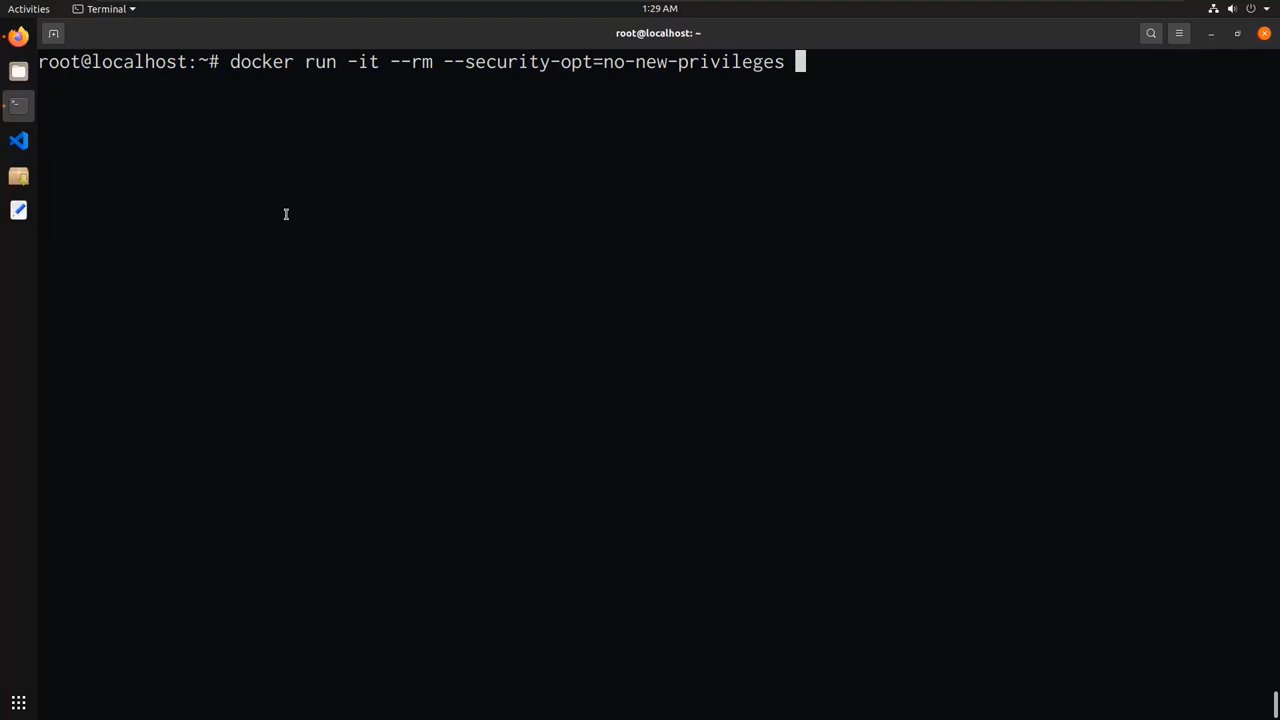 Activities
Terminal
1:29 AM
root@localhost: ~
root@localhost:~# docker run -it --rm --security-opt=no-new-privileges